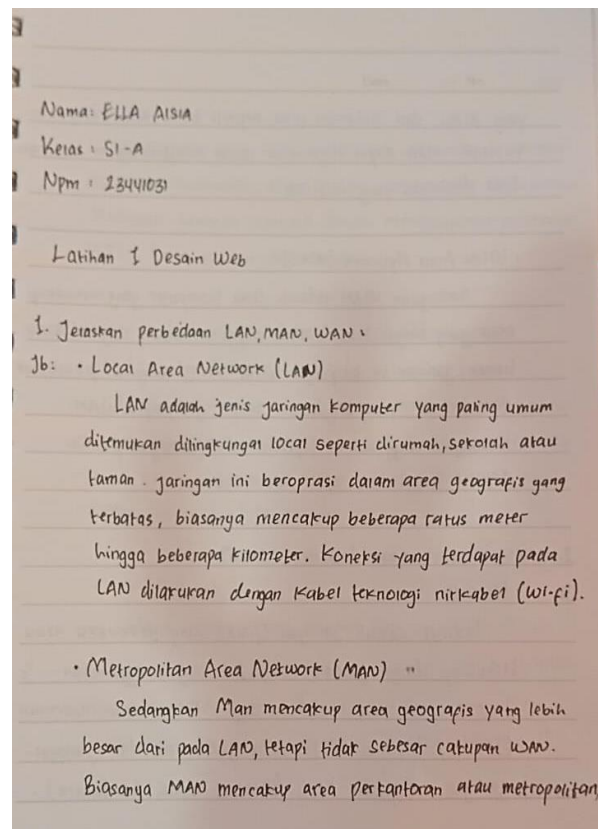 Nama: ELLA AISIA
Kelas: SI-A
Npm: 23441031
Latihan 1 Desain Web
1. Jelaskan perbedaan LAN, MAN, WAN.
Jb: • Local Area Network (LAN)
LAN adalah jenis jaringan komputer yang paling umum
ditemukan dilingkungan local seperti dirumah, sekolah atau
taman. jaringan ini beroprasi dalam area geografis yang
terbatas, biasanya mencakup beberapa ratus meter
hingga beberapa kilometer. Koneksi yang terdapat pada
LAN dilakukan dengan kabel teknologi nirkabel (Wi-fi).
• Metropolitan Area Network (MAN)
Sedangkan Man mencakup area geografis yang lebih
besar dari pada LAN, tetapi tidak sebesar cakupan WAN.
Biasanya MAN mencakup area perkantoran atau metropolitan,